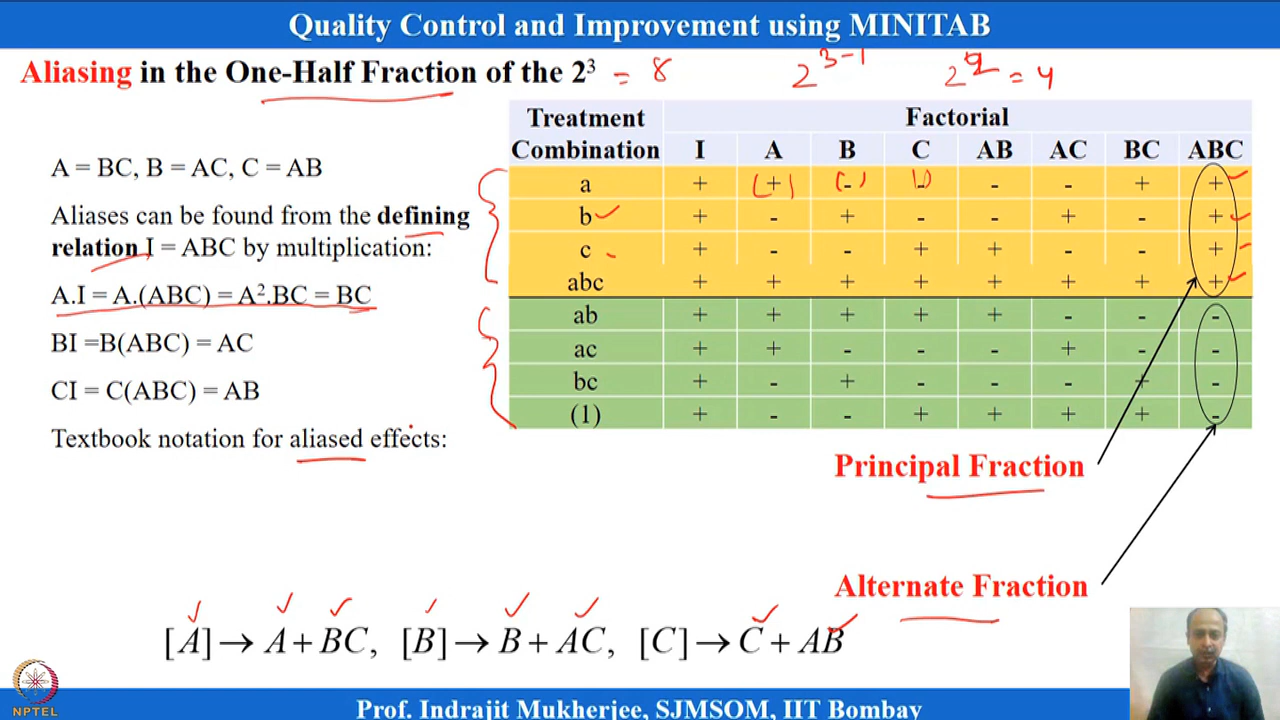 Quality Control and Improvement using MINITAB
Aliasing in the One-Half Fraction of the 2³ = 8 2³⁻¹ 2² = 4
A = BC, B = AC, C = AB
Aliases can be found from the defining
relation I = ABC by multiplication:
A.I = A.(ABC) = A².BC = BC
BI =B(ABC) = AC
CI = C(ABC) = AB
Textbook notation for aliased effects:
Treatment Combination Factorial
I A B C AB AC BC ABC
a + + - - - - + +
b + - + - - + - +
c + - - + + - - +
abc + + + + + + + +
ab + + + + + - - -
ac + + - - - + - -
bc + - + - - - + -
(1) + - - + + + + -
Principal Fraction
Alternate Fraction
[A] → A + BC, [B] → B + AC, [C] → C + AB
NPTEL
Prof. Indrajit Mukherjee, SJMSOM, IIT Bombay